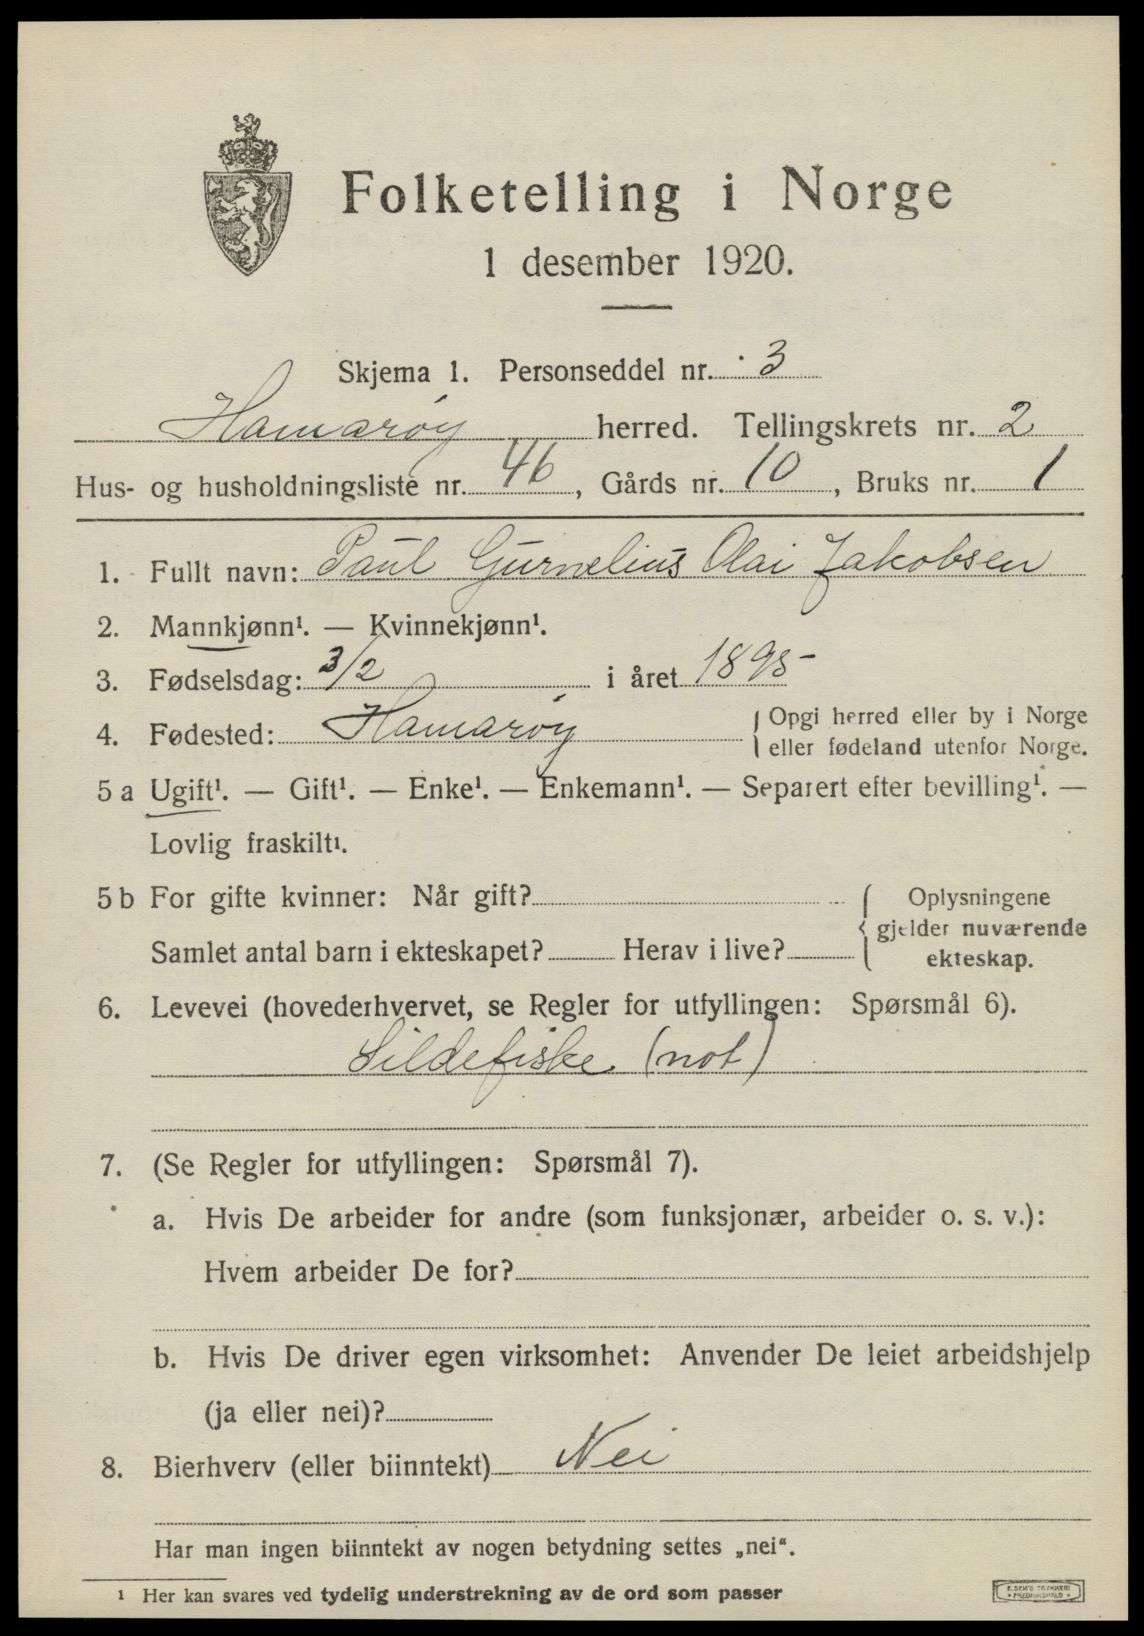 Folketelling i Norge
1 desember 1920.
Skjema 1. Personseddel nr. 3
Hamarøy herred. Tellingskrets nr. 2
Hus- og husholdningsliste nr. 46, Gårds nr. 10, Bruks nr. 1
1. Fullt navn: Paul Gurnelius Olai Jakobsen
2. Mannkjønn¹. — Kvinnekjønn¹.
3. Fødselsdag: 3/2 i året 1895
4. Fødested: Hamarøy { Opgi herred eller by i Norge
eller fødeland utenfor Norge.
5 a Ugift¹. — Gift¹. — Enke¹. — Enkemann¹. — Separert efter bevilling¹. —
Lovlig fraskilt¹.
5 b For gifte kvinner: Når gift? { Oplysningene
gjelder nuværende
Samlet antal barn i ekteskapet? Herav i live? ekteskap.
6. Levevei (hovederhvervet, se Regler for utfyllingen: Spørsmål 6).
Sildefiske (not)
7. (Se Regler for utfyllingen: Spørsmål 7).
a. Hvis De arbeider for andre (som funksjonær, arbeider o. s. v.):
Hvem arbeider De for?
b. Hvis De driver egen virksomhet: Anvender De leiet arbeidshjelp
(ja eller nei)?
8. Bierhverv (eller biinntekt) Nei
Har man ingen biinntekt av nogen betydning settes „nei“.
¹ Her kan svares ved tydelig understrekning av de ord som passer
E. SEM'S TRYKKERI
• FREDRIKSHALD •